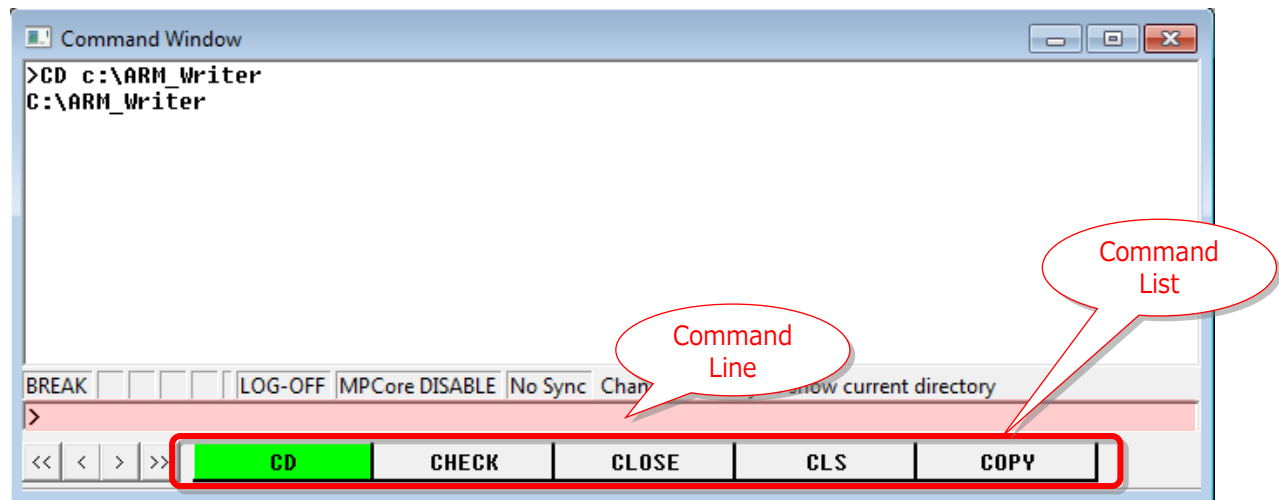 Command Window
>CD c:\ARM_Writer
C:\ARM_Writer
Command
List
Command
Line
BREAK LOG-OFF MPCore DISABLE No Sync show current directory
>
<< < > >> CD CHECK CLOSE CLS COPY